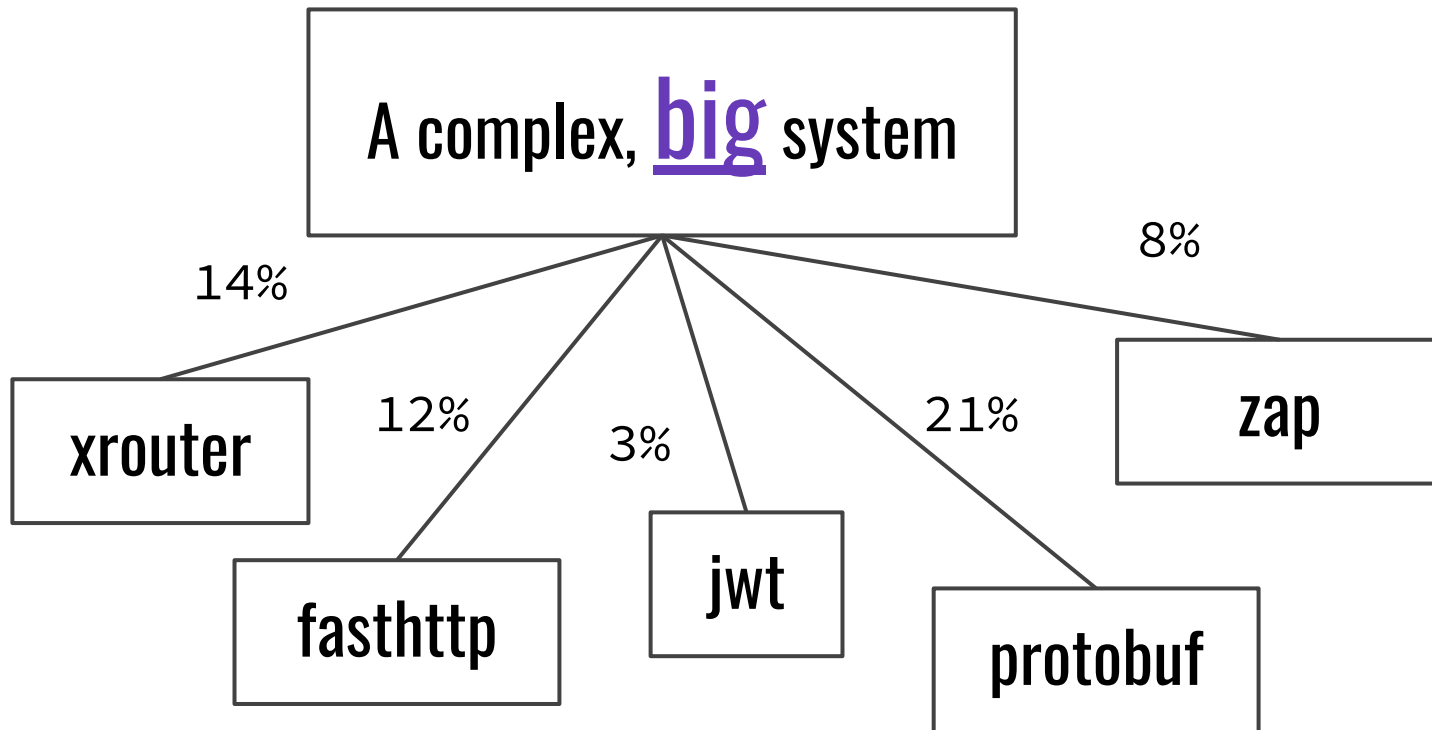 A complex, big system
8%
14%
12%
3%
21%
zap
xrouter
jwt
fasthttp
protobuf